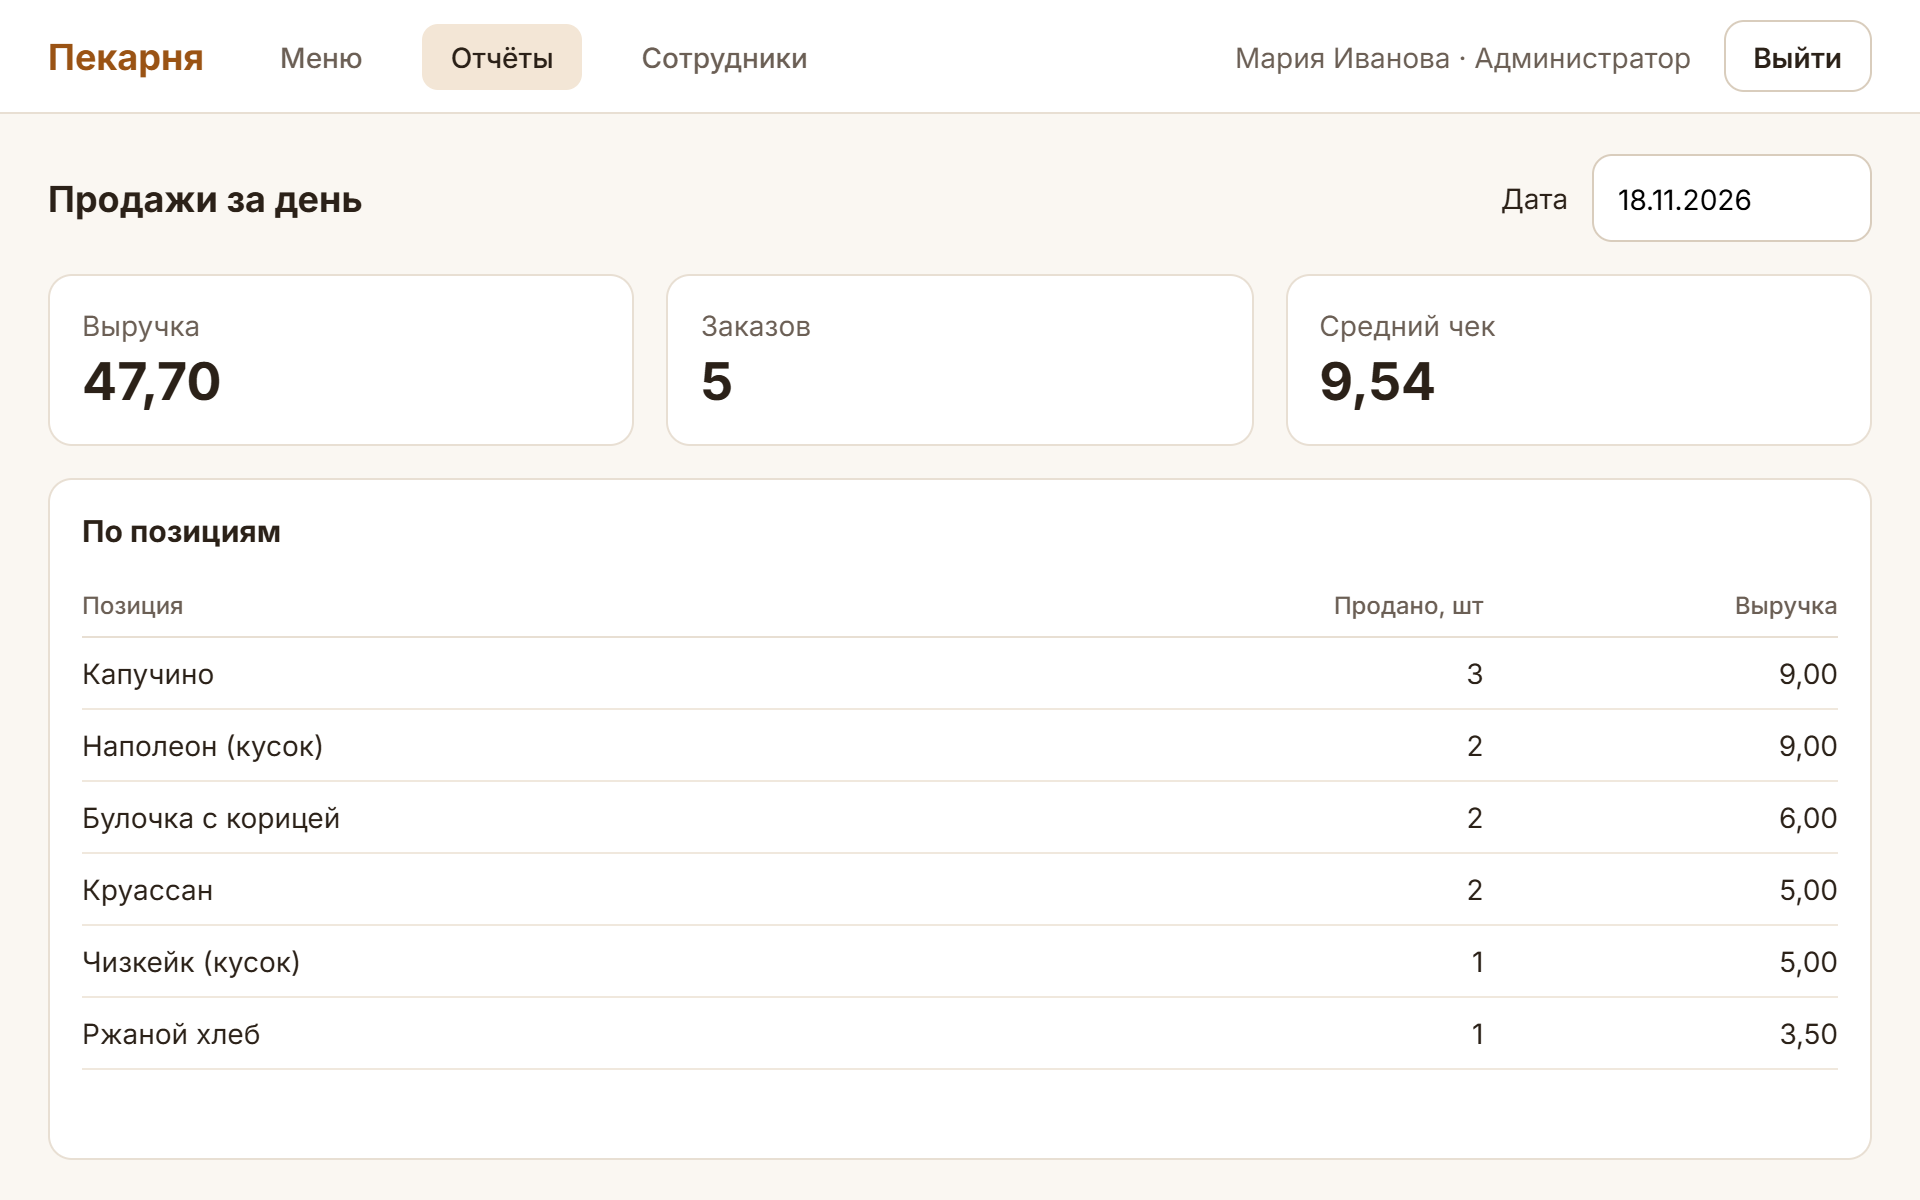 Пекарня Меню Отчёты Сотрудники Мария Иванова · Администратор Выйти
Продажи за день Дата 18.11.2026
Выручка Заказов Средний чек
47,70 5 9,54
По позициям
Позиция Продано, шт Выручка
Капучино 3 9,00
Наполеон (кусок) 2 9,00
Булочка с корицей 2 6,00
Круассан 2 5,00
Чизкейк (кусок) 1 5,00
Ржаной хлеб 1 3,50